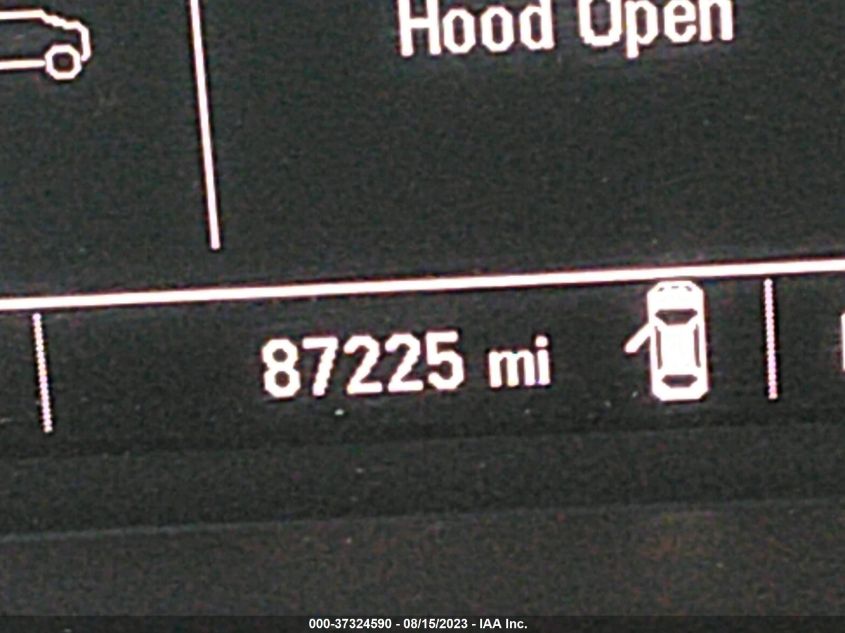 Hood Open
87225 mi
000-37324590 - 08/15/2023 - IAA Inc.